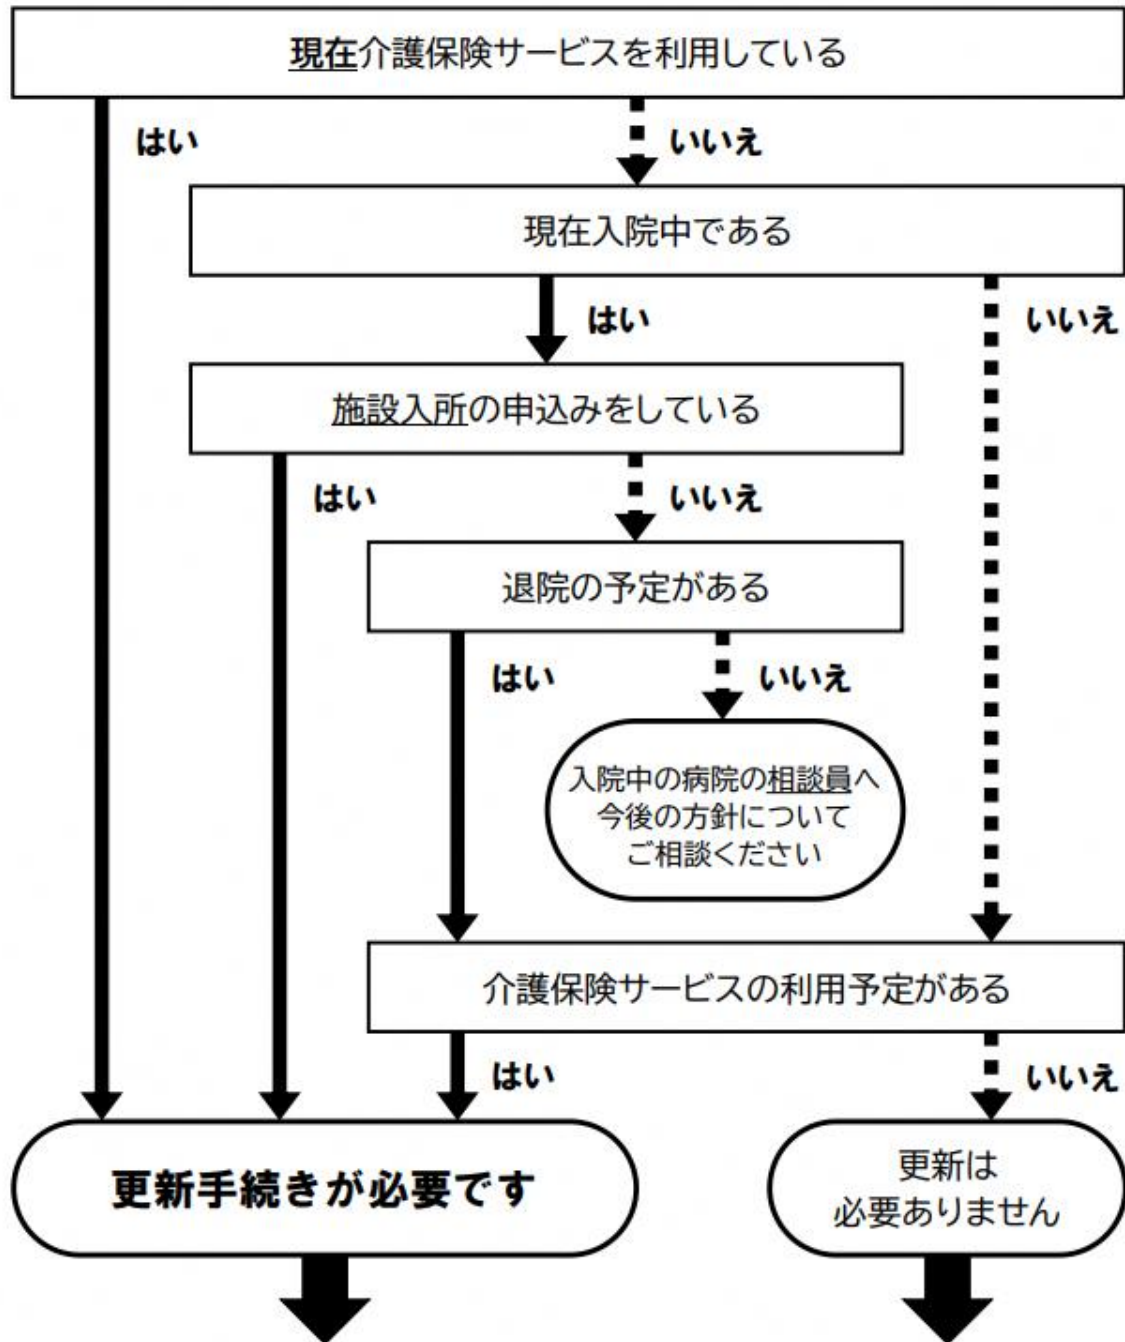 現在介護保険サービスを利用している
はい
いいえ
現在入院中である
はい
いいえ
施設入所の申込みをしている
はい
いいえ
退院の予定がある
はい
いいえ
入院中の病院の相談員へ
今後の方針について
ご相談ください
介護保険サービスの利用予定がある
はい
いいえ
更新手続きが必要です
更新は
必要ありません